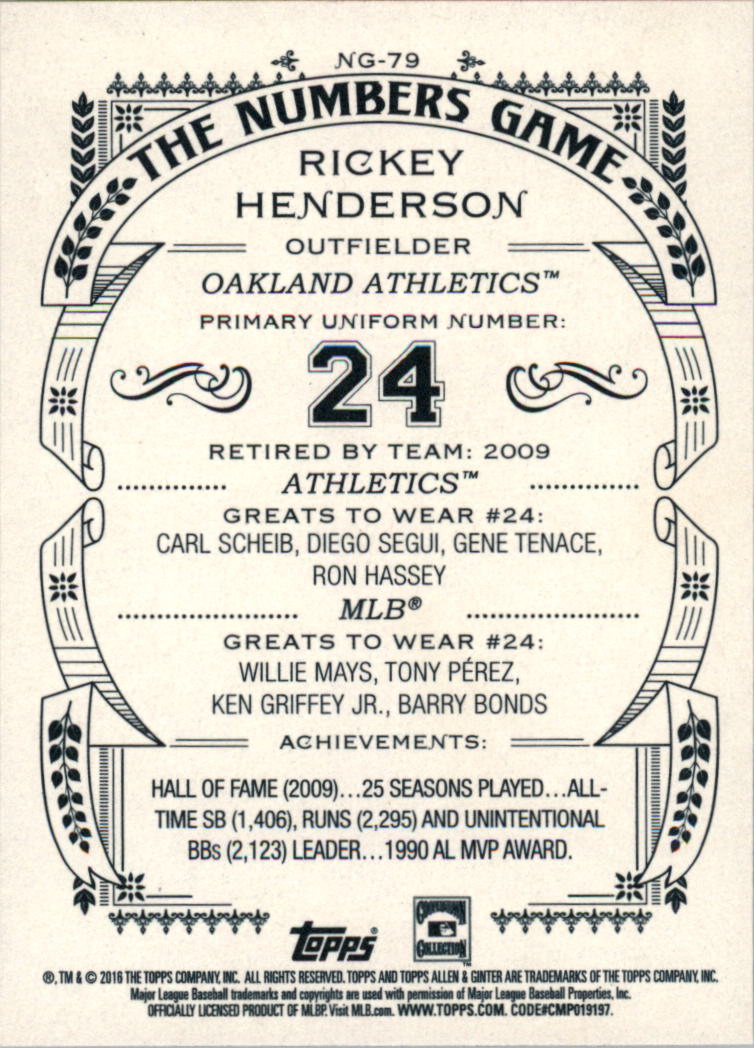 NG-79
THE NUMBERS GAME
RICKEY
HENDERSON
OUTFIELDER
OAKLAND ATHLETICS™
PRIMARY UNIFORM NUMBER:
24
RETIRED BY TEAM: 2009
ATHLETICS™
GREATS TO WEAR #24:
CARL SCHEIB, DIEGO SEGUI, GENE TENACE,
RON HASSEY
MLB®
GREATS TO WEAR #24:
WILLIE MAYS, TONY PÉREZ,
KEN GRIFFEY JR., BARRY BONDS
ACHIEVEMENTS:
HALL OF FAME (2009)...25 SEASONS PLAYED...ALL-
TIME SB (1,406), RUNS (2,295) AND UNINTENTIONAL
BBs (2,123) LEADER...1990 AL MVP AWARD.
topps®
COOPERSTOWN
COLLECTION™
®, TM & © 2016 THE TOPPS COMPANY, INC. ALL RIGHTS RESERVED. TOPPS AND TOPPS ALLEN & GINTER ARE TRADEMARKS OF THE TOPPS COMPANY, INC.
Major League Baseball trademarks and copyrights are used with permission of Major League Baseball Properties, Inc.
OFFICIALLY LICENSED PRODUCT OF MLBP. Visit MLB.com. WWW.TOPPS.COM. CODE#CMP019197.